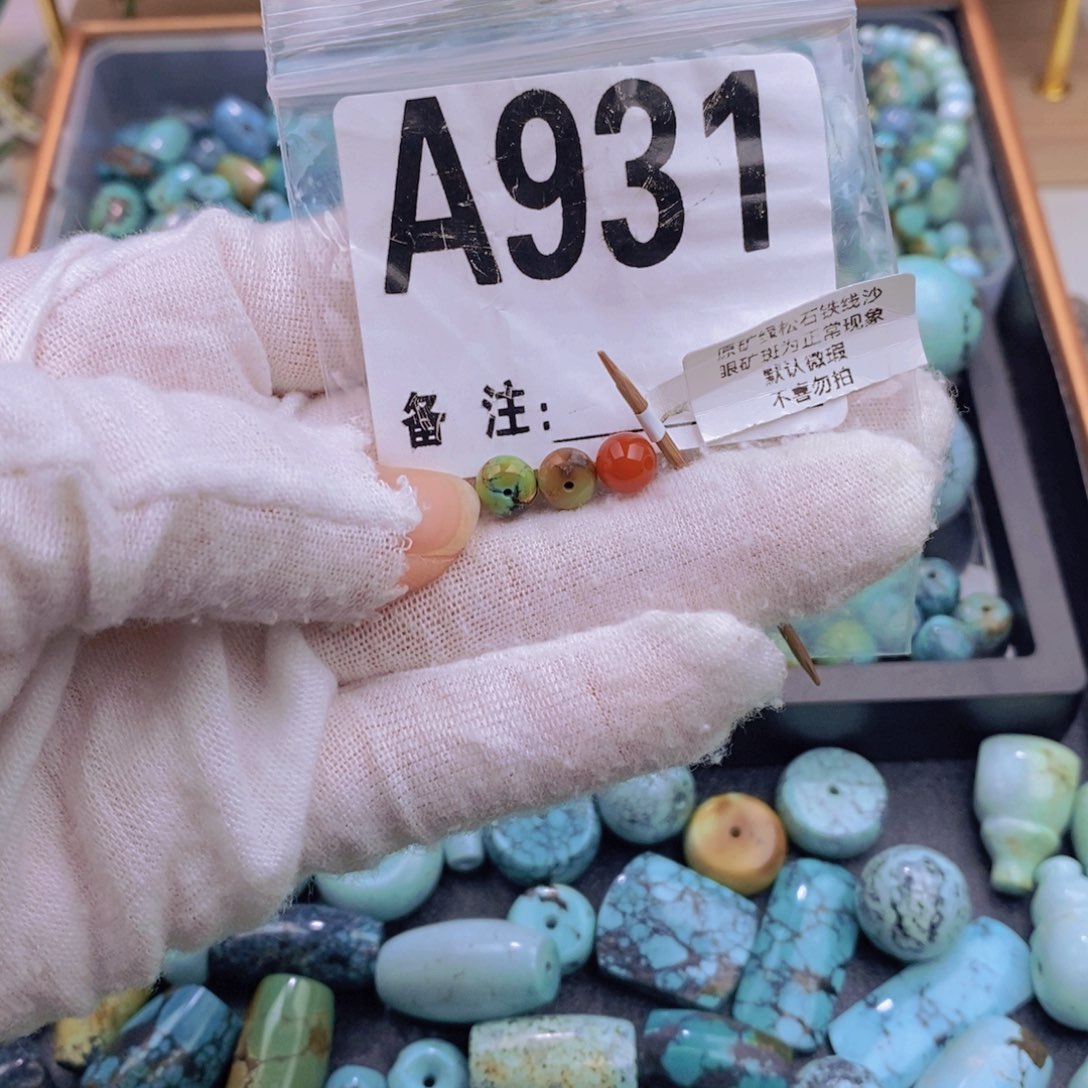 A931
备注:
原矿绿松石铁线沙
眼矿斑为正常现象
默认微瑕
不喜勿拍